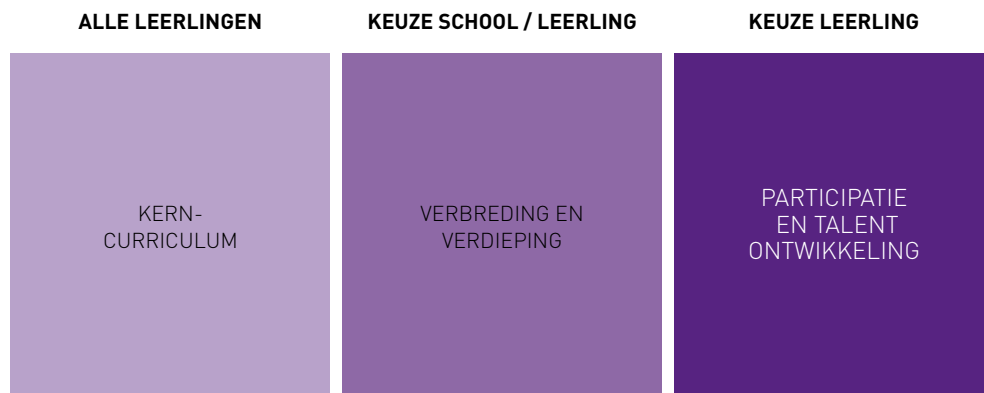 ALLE LEERLINGEN
KEUZE SCHOOL / LEERLING
KEUZE LEERLING
KERN-
CURRICULUM
VERBREDING EN
VERDIEPING
PARTICIPATIE
EN TALENT
ONTWIKKELING